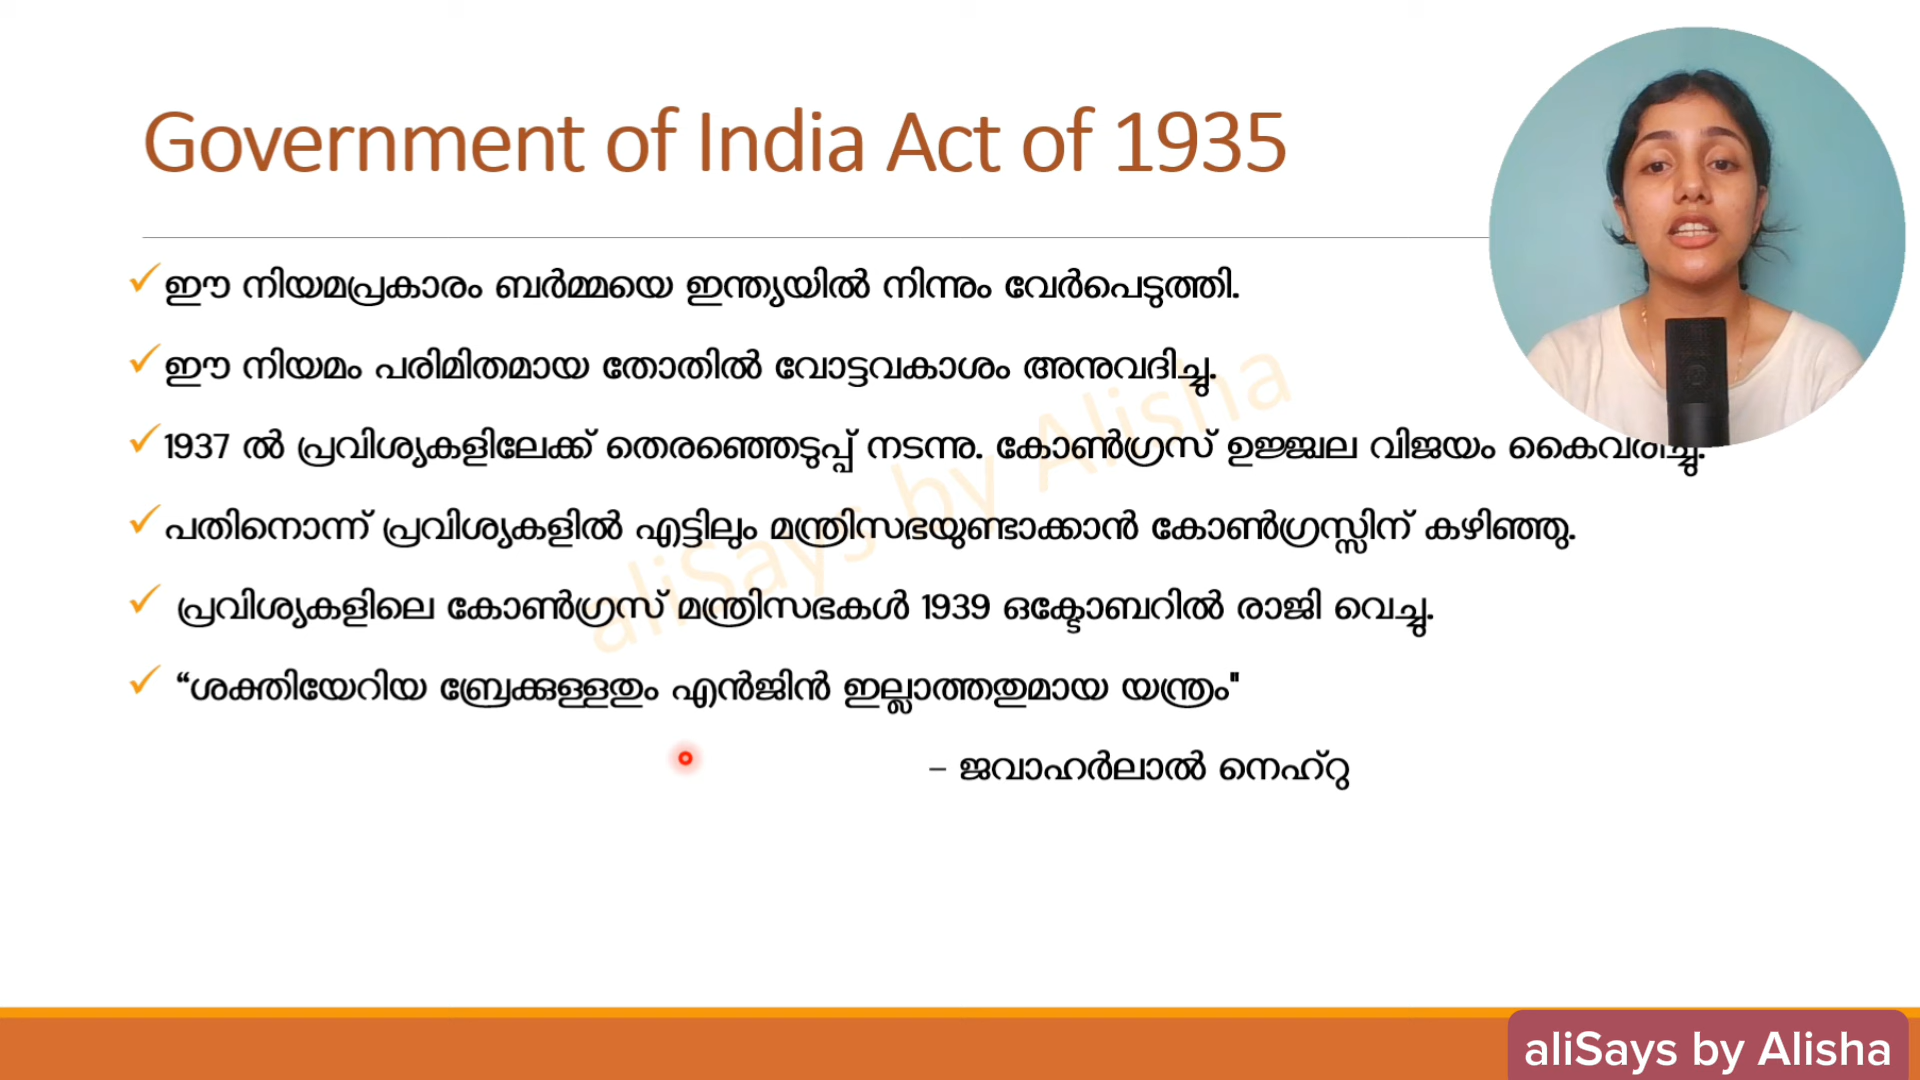 Government of India Act of 1935
ഈ നിയമപ്രകാരം ബർമ്മയെ ഇന്ത്യയിൽ നിന്നും വേർപെടുത്തി.
ഈ നിയമം പരിമിതമായ തോതിൽ വോട്ടവകാശം അനുവദിച്ചു.
1937 ൽ പ്രവിശ്യകളിലേക്ക് തെരഞ്ഞെടുപ്പ് നടന്നു. കോൺഗ്രസ് ഉജ്ജ്വല വിജയം കൈവരിച്ചു.
പതിനൊന്ന് പ്രവിശ്യകളിൽ എട്ടിലും മന്ത്രിസഭയുണ്ടാക്കാൻ കോൺഗ്രസ്സിന് കഴിഞ്ഞു.
പ്രവിശ്യകളിലെ കോൺഗ്രസ് മന്ത്രിസഭകൾ 1939 ഒക്ടോബറിൽ രാജി വെച്ചു.
“ശക്തിയേറിയ ബ്രേക്കുള്ളതും എൻജിൻ ഇല്ലാത്തതുമായ യന്ത്രം"
– ജവാഹർലാൽ നെഹ്റു
aliSays by Alisha
aliSays by Alisha